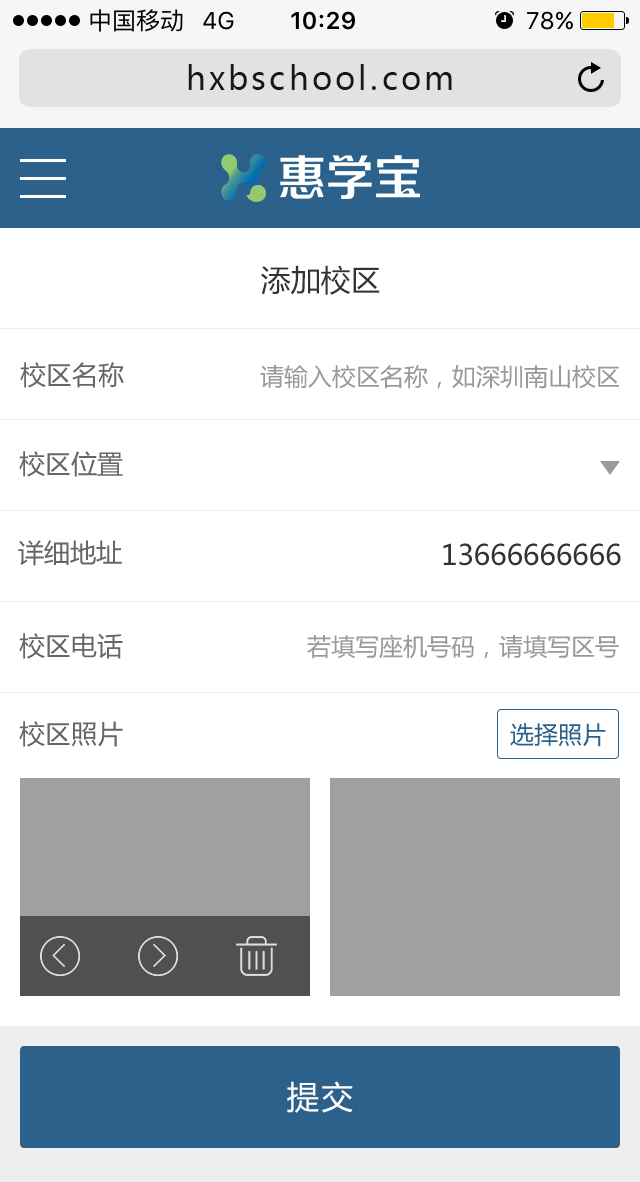 中国移动 4G 10:29 78%
hxbschool.com
惠学宝
添加校区
校区名称 请输入校区名称，如深圳南山校区
校区位置
详细地址 13666666666
校区电话 若填写座机号码，请填写区号
校区照片 选择照片
提交